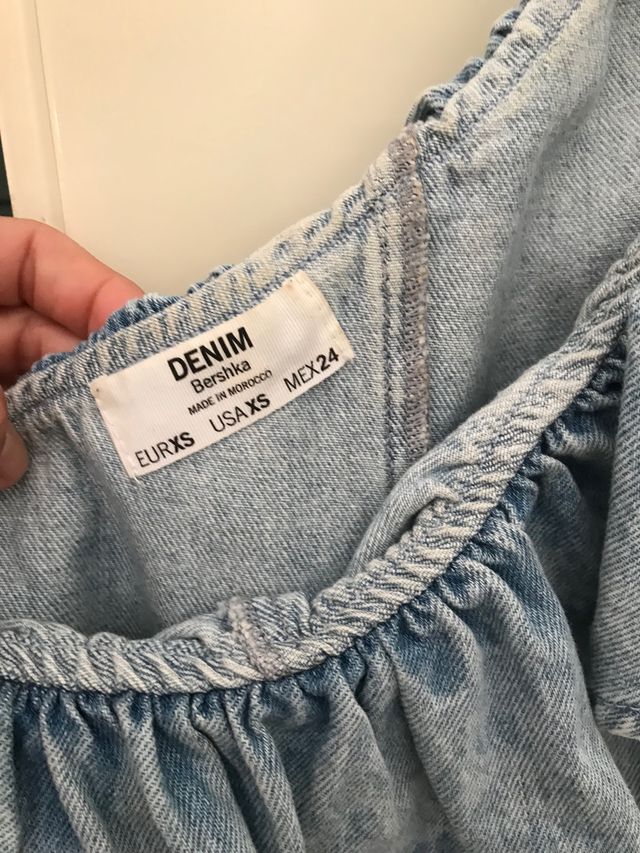 DENIM
Bershka
MADE IN MOROCCO
EURXS USAXS MEX24